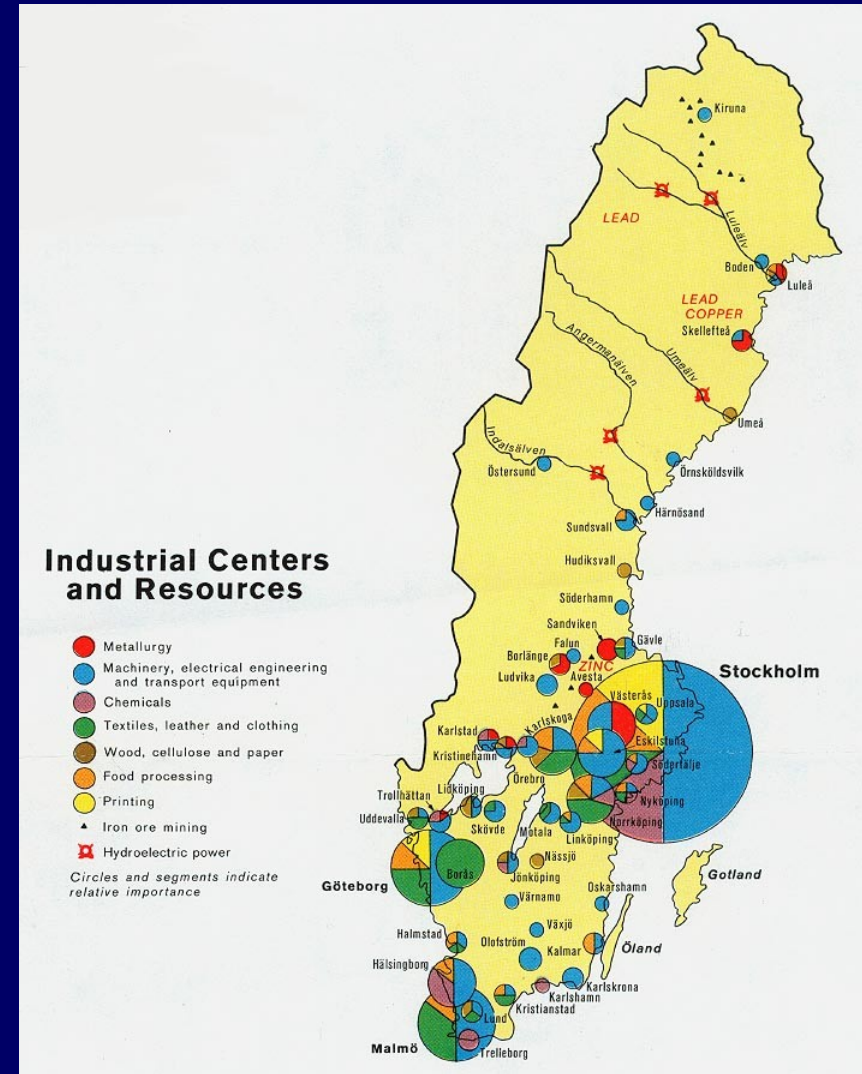 Kiruna
LEAD
Luleälv
Boden
Luleå
LEAD
COPPER
Skellefteå
Angermanälven
Umeälv
Umeå
Indalsälven
Östersund
Örnsköldsvilk
Härnösand
Sundsvall
Hudiksvall
Industrial Centers
and Resources
Söderhamn
Sandviken
Falun
Gävle
Borlänge
ZINC
Ludvika
Avesta
Stockholm
Metallurgy
Machinery, electrical engineering
and transport equipment
Chemicals
Textiles, leather and clothing
Wood, cellulose and paper
Food processing
Printing
Iron ore mining
Hydroelectric power
Circles and segments indicate
relative importance
Västerås
Uppsala
Karlskoga
Karlstad
Eskilstuna
Kristinehamn
Södertälje
Örebro
Trollhättan
Lidköping
Nyköping
Uddevalla
Norrköping
Skövde
Motala
Linköping
Nässjö
Borås
Jönköping
Göteborg
Gotland
Oskarshamn
Värnamo
Växjö
Halmstad
Olofström
Kalmar
Öland
Hälsingborg
Karlskrona
Karlshamn
Kristianstad
Lund
Malmö
Trelleborg